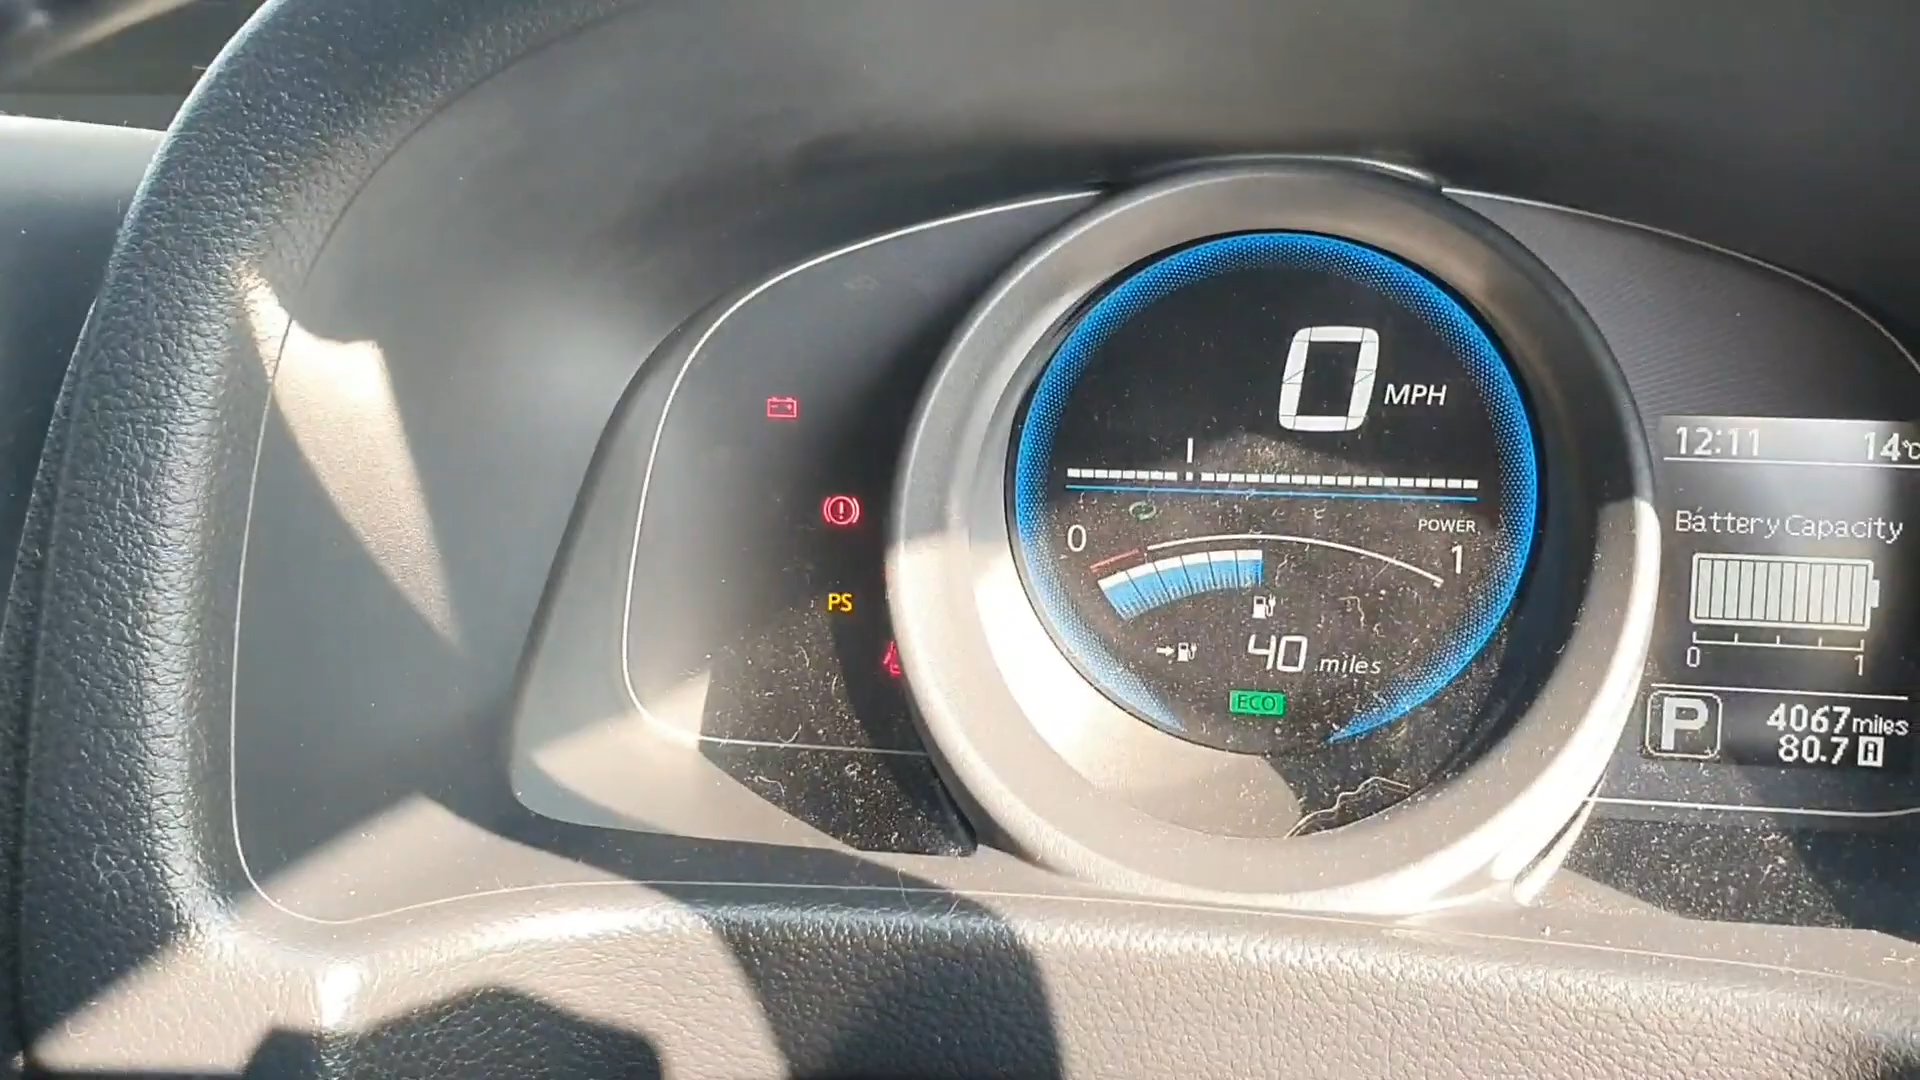 0 MPH
12:11 14°C
POWER
0 1
Battery Capacity
PS
0 1
40 miles
ECO
P 4067 miles
80.7 A